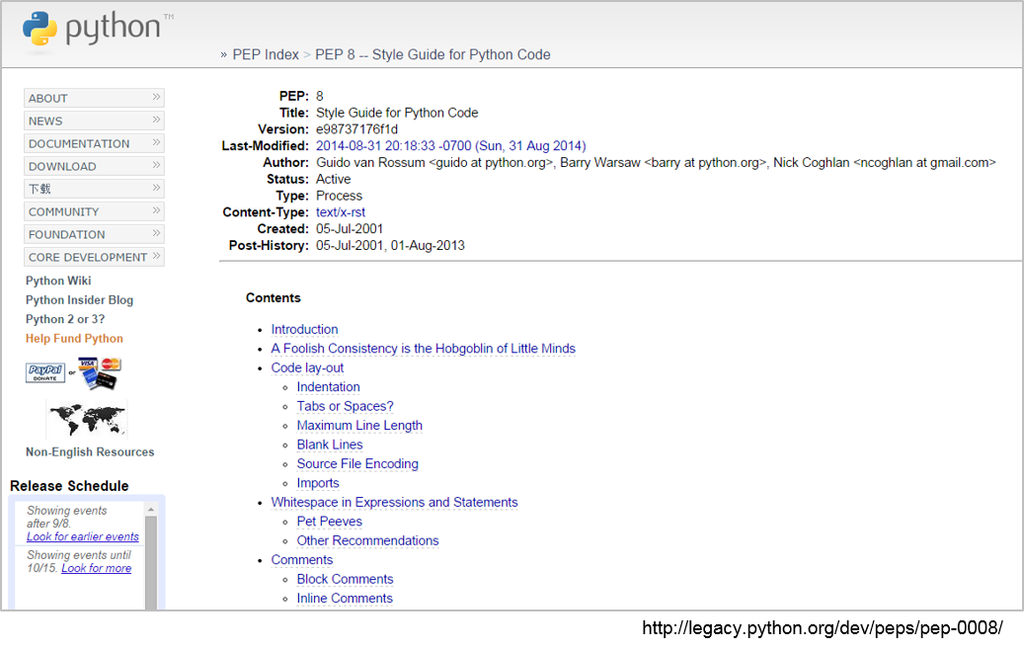 python™
» PEP Index > PEP 8 -- Style Guide for Python Code
ABOUT »
NEWS »
DOCUMENTATION »
DOWNLOAD »
下载 »
COMMUNITY »
FOUNDATION »
CORE DEVELOPMENT »
Python Wiki
Python Insider Blog
Python 2 or 3?
Help Fund Python
PayPal DONATE or VISA MasterCard
Non-English Resources
Release Schedule
Showing events
after 9/8.
Look for earlier events
Showing events until
10/15. Look for more
PEP: 8
Title: Style Guide for Python Code
Version: e98737176f1d
Last-Modified: 2014-08-31 20:18:33 -0700 (Sun, 31 Aug 2014)
Author: Guido van Rossum <guido at python.org>, Barry Warsaw <barry at python.org>, Nick Coghlan <ncoghlan at gmail.com>
Status: Active
Type: Process
Content-Type: text/x-rst
Created: 05-Jul-2001
Post-History: 05-Jul-2001, 01-Aug-2013
Contents
• Introduction
• A Foolish Consistency is the Hobgoblin of Little Minds
• Code lay-out
◦ Indentation
◦ Tabs or Spaces?
◦ Maximum Line Length
◦ Blank Lines
◦ Source File Encoding
◦ Imports
• Whitespace in Expressions and Statements
◦ Pet Peeves
◦ Other Recommendations
• Comments
◦ Block Comments
◦ Inline Comments
http://legacy.python.org/dev/peps/pep-0008/